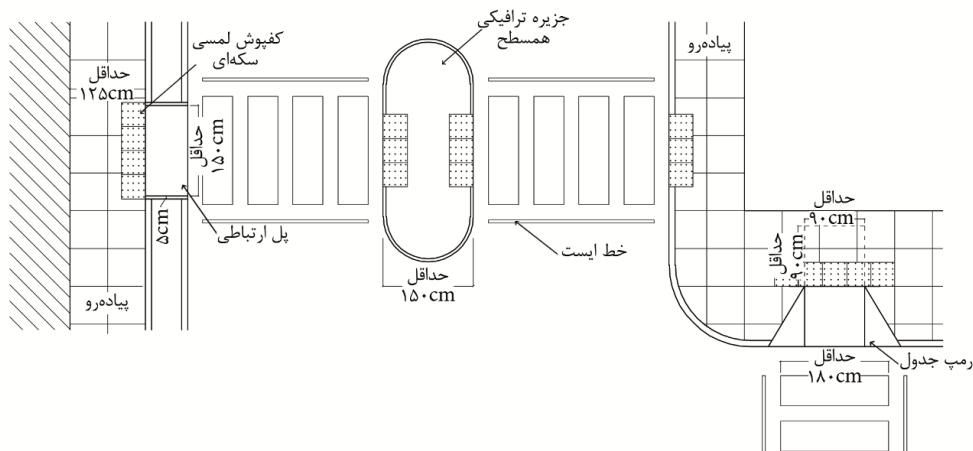 جزیره ترافیکی
همسطح
کفپوش لمسی
سکه‌ای
پیاده‌رو
حداقل
۱۲۵cm
حداقل
۱۵۰cm
۵cm
پل ارتباطی
خط ایست
حداقل
۱۵۰cm
پیاده‌رو
حداقل
۹۰cm
حداقل
۹۰cm
رمپ جدول
حداقل
۱۸۰cm